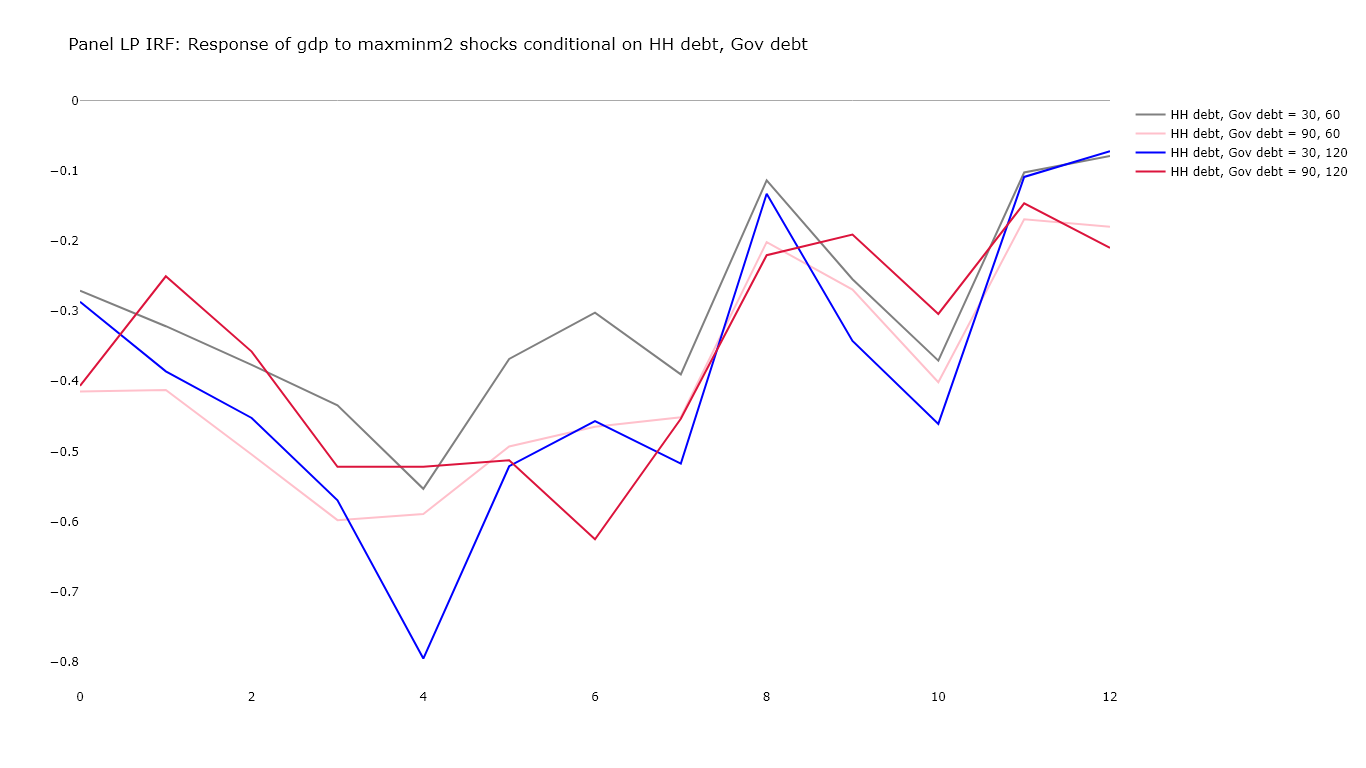 Panel LP IRF: Response of gdp to maxminm2 shocks conditional on HH debt, Gov debt
0
HH debt, Gov debt = 30, 60
HH debt, Gov debt = 90, 60
HH debt, Gov debt = 30, 120
HH debt, Gov debt = 90, 120
−0.1
−0.2
−0.3
−0.4
−0.5
−0.6
−0.7
−0.8
0 2 4 6 8 10 12